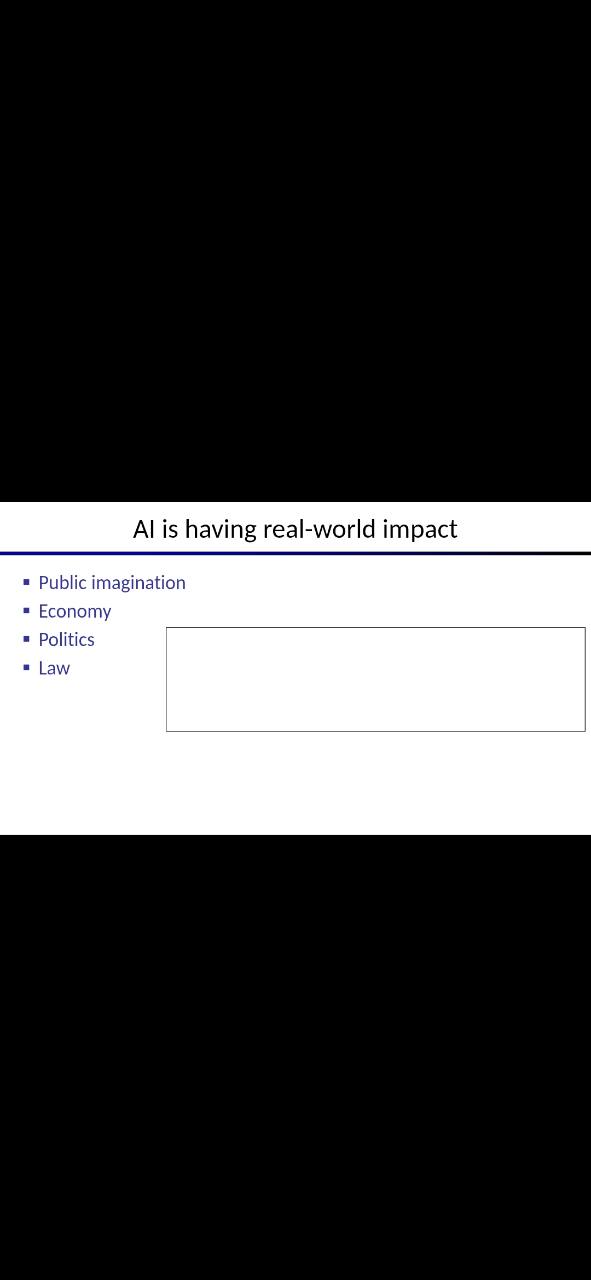 AI is having real-world impact
▪ Public imagination
▪ Economy
▪ Politics
▪ Law